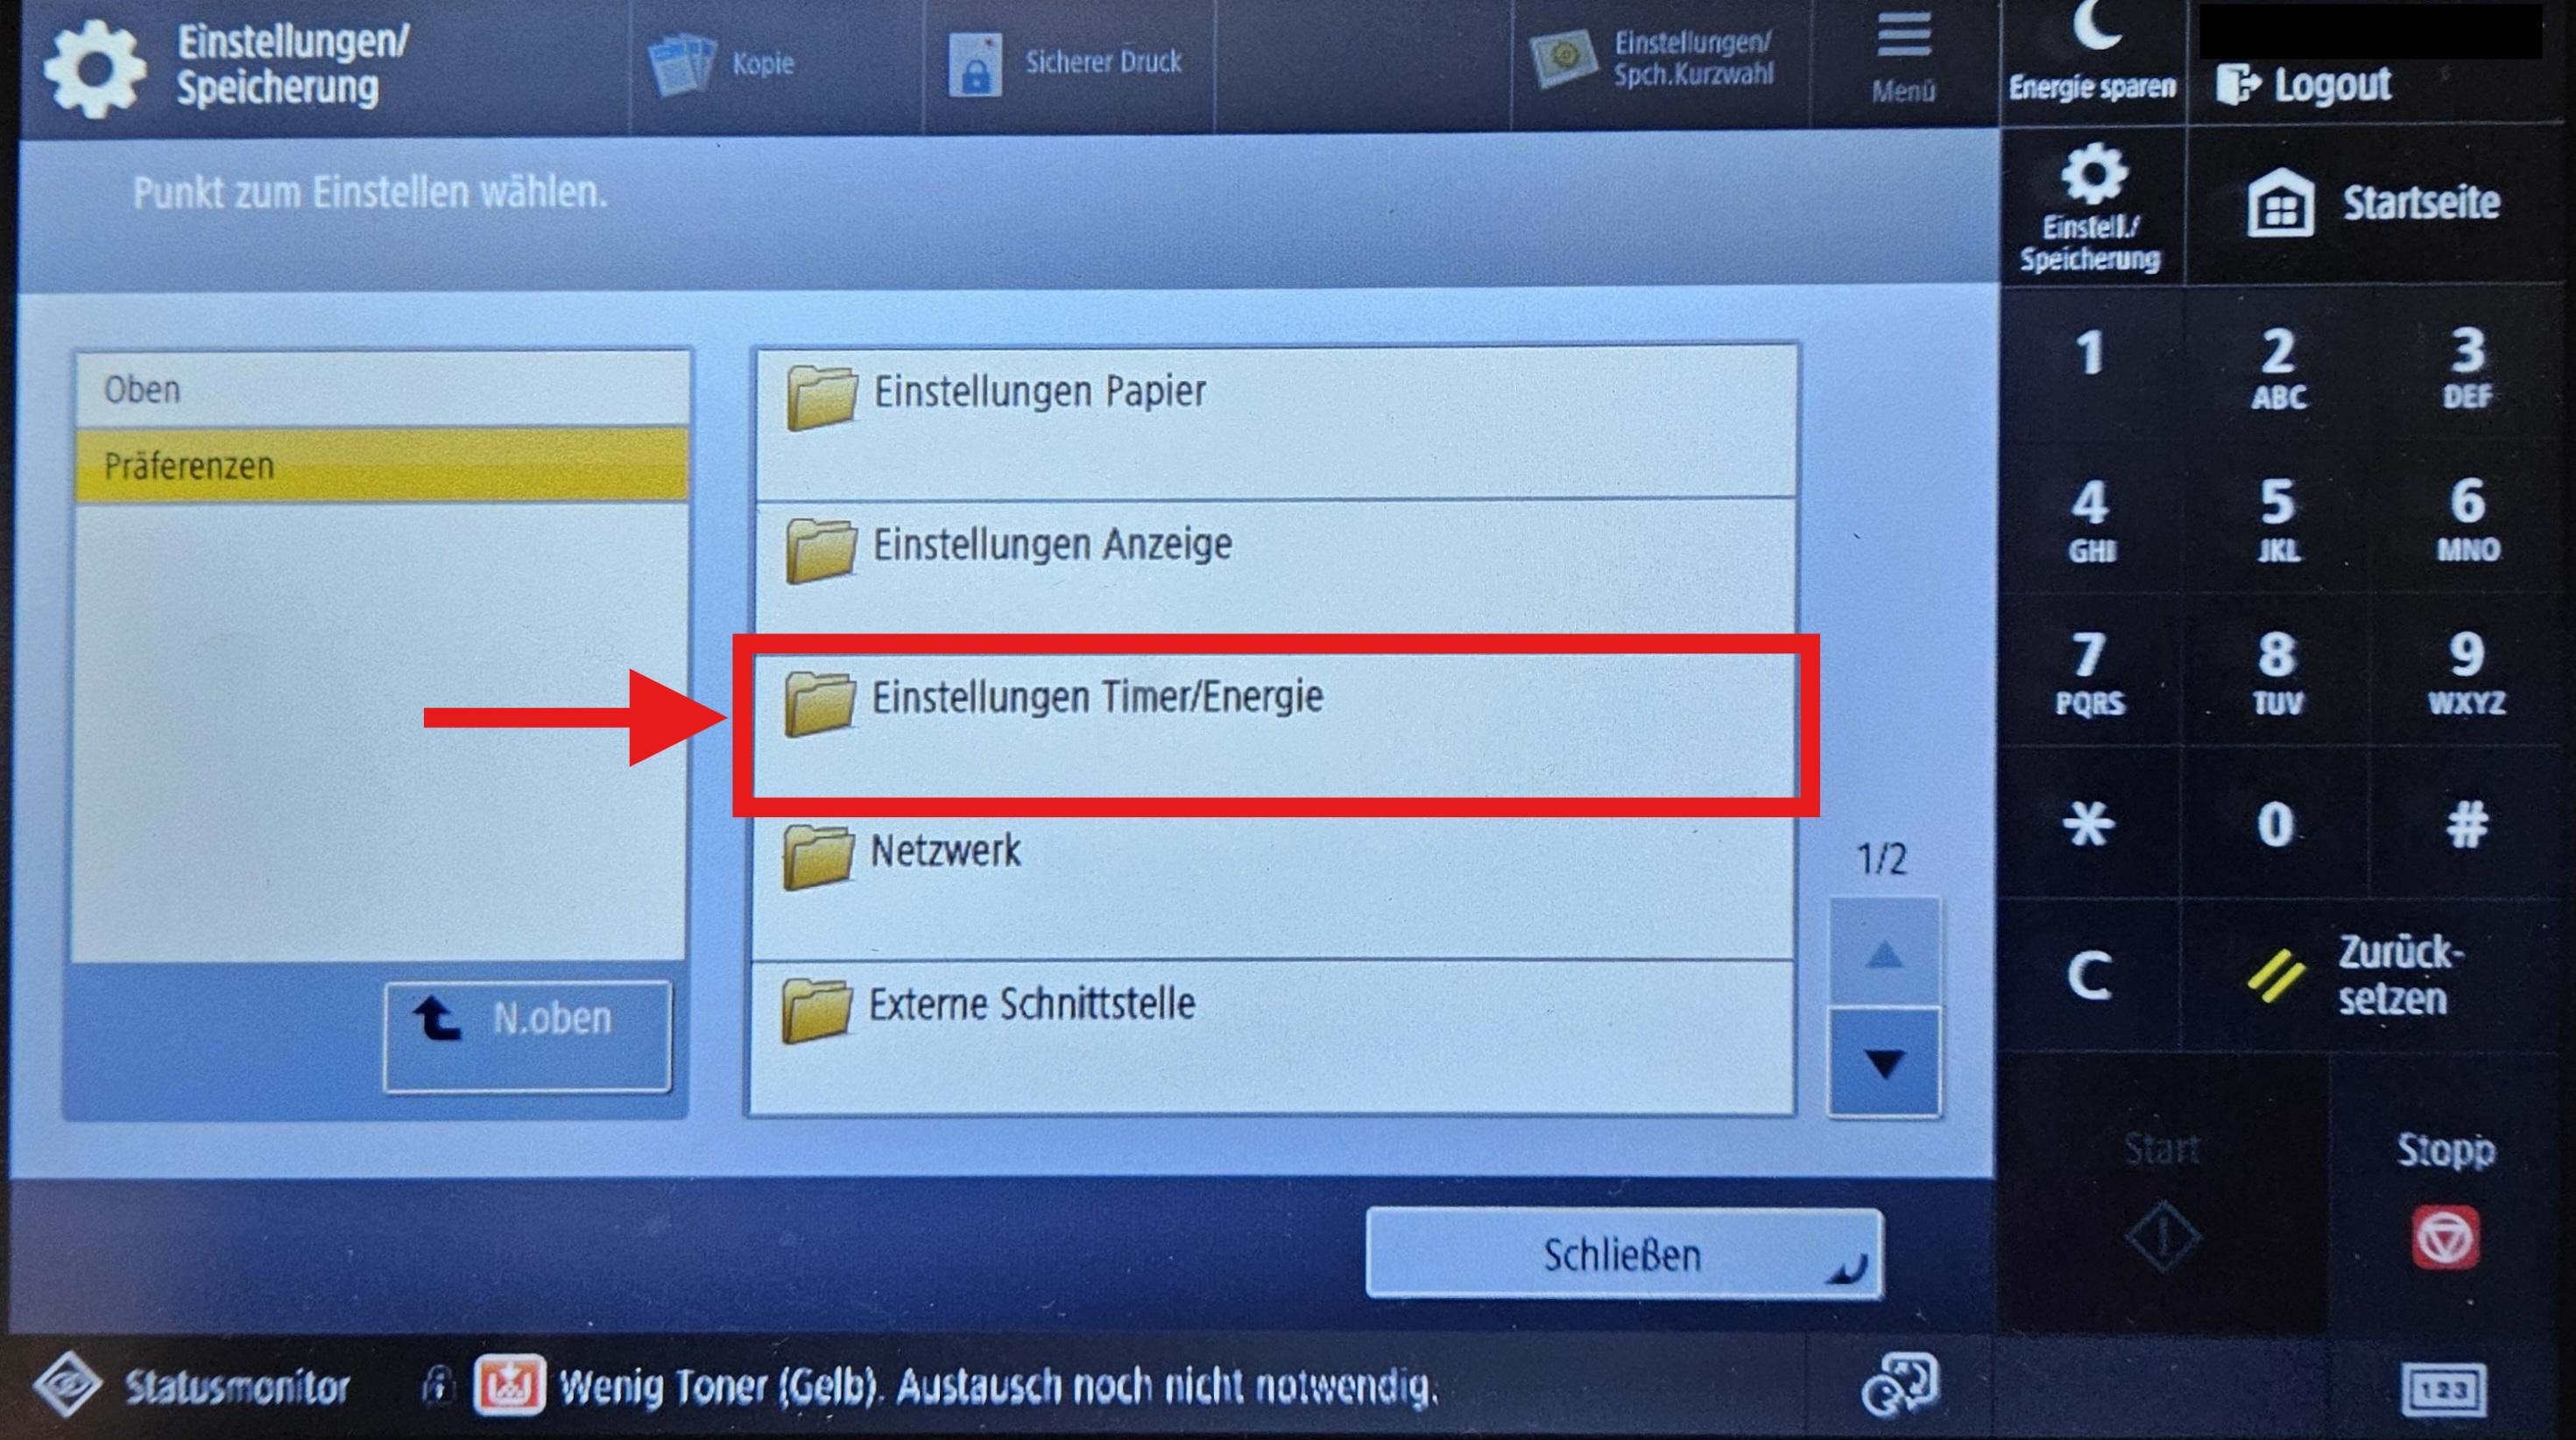 Einstellungen/
Speicherung
Kopie
Sicherer Druck
Einstellungen/
Spch.Kurzwahl
Menü
Energie sparen
Logout
Punkt zum Einstellen wählen.
Einstell./
Speicherung
Startseite
Oben
Präferenzen
N.oben
Einstellungen Papier
Einstellungen Anzeige
Einstellungen Timer/Energie
Netzwerk
Externe Schnittstelle
1/2
1
2
ABC
3
DEF
4
GHI
5
JKL
6
MNO
7
PQRS
8
TUV
9
WXYZ
*
0
#
C
Zurück-
setzen
Start
Stopp
Schließen
Statusmonitor
Wenig Toner (Gelb). Austausch noch nicht notwendig.
123